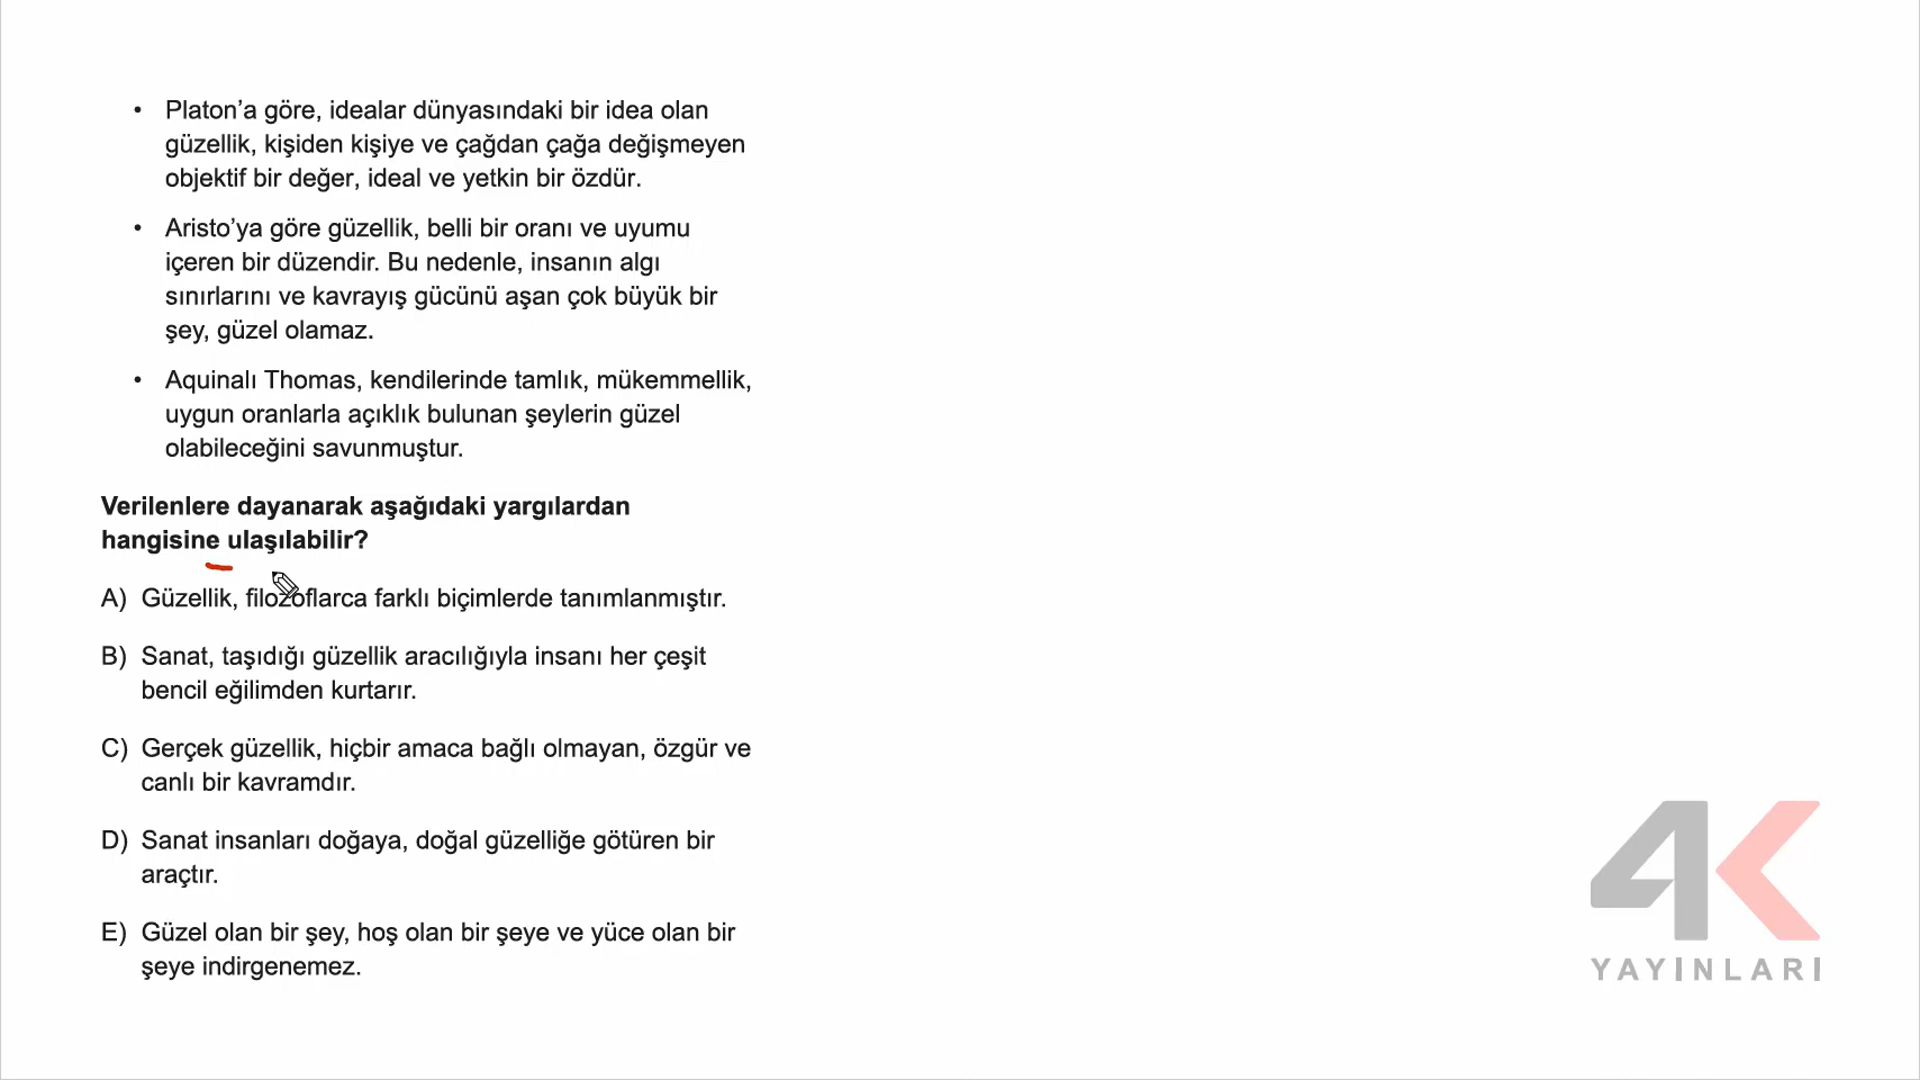 • Platon’a göre, idealar dünyasındaki bir idea olan
güzellik, kişiden kişiye ve çağdan çağa değişmeyen
objektif bir değer, ideal ve yetkin bir özdür.
• Aristo’ya göre güzellik, belli bir oranı ve uyumu
içeren bir düzendir. Bu nedenle, insanın algı
sınırlarını ve kavrayış gücünü aşan çok büyük bir
şey, güzel olamaz.
• Aquinalı Thomas, kendilerinde tamlık, mükemmellik,
uygun oranlarla açıklık bulunan şeylerin güzel
olabileceğini savunmuştur.
Verilenlere dayanarak aşağıdaki yargılardan
hangisine ulaşılabilir?
A) Güzellik, filozoflarca farklı biçimlerde tanımlanmıştır.
B) Sanat, taşıdığı güzellik aracılığıyla insanı her çeşit
bencil eğilimden kurtarır.
C) Gerçek güzellik, hiçbir amaca bağlı olmayan, özgür ve
canlı bir kavramdır.
D) Sanat insanları doğaya, doğal güzelliğe götüren bir
araçtır.
E) Güzel olan bir şey, hoş olan bir şeye ve yüce olan bir
şeye indirgenemez.
4K
YAYINLARI